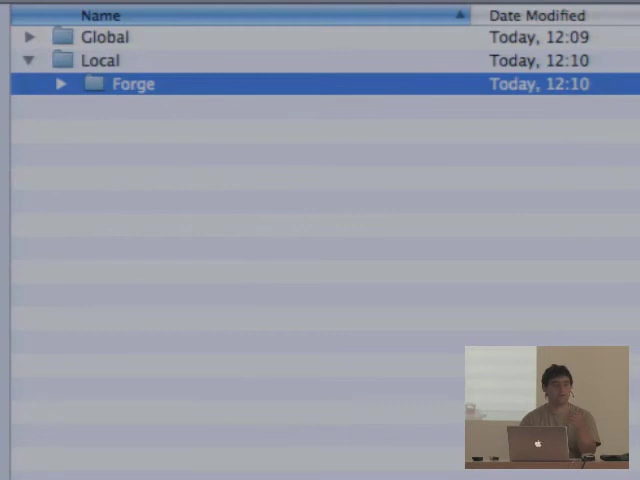 Name Date Modified
Global Today, 12:09
Local Today, 12:10
Forge Today, 12:10